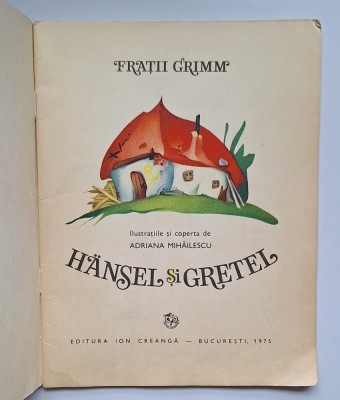 FRAȚII GRIMM
Ilustrațiile și coperta de
ADRIANA MIHĂILESCU
HÄNSEL ȘI GRETEL
EDITURA ION CREANGĂ — BUCUREȘTI, 1975